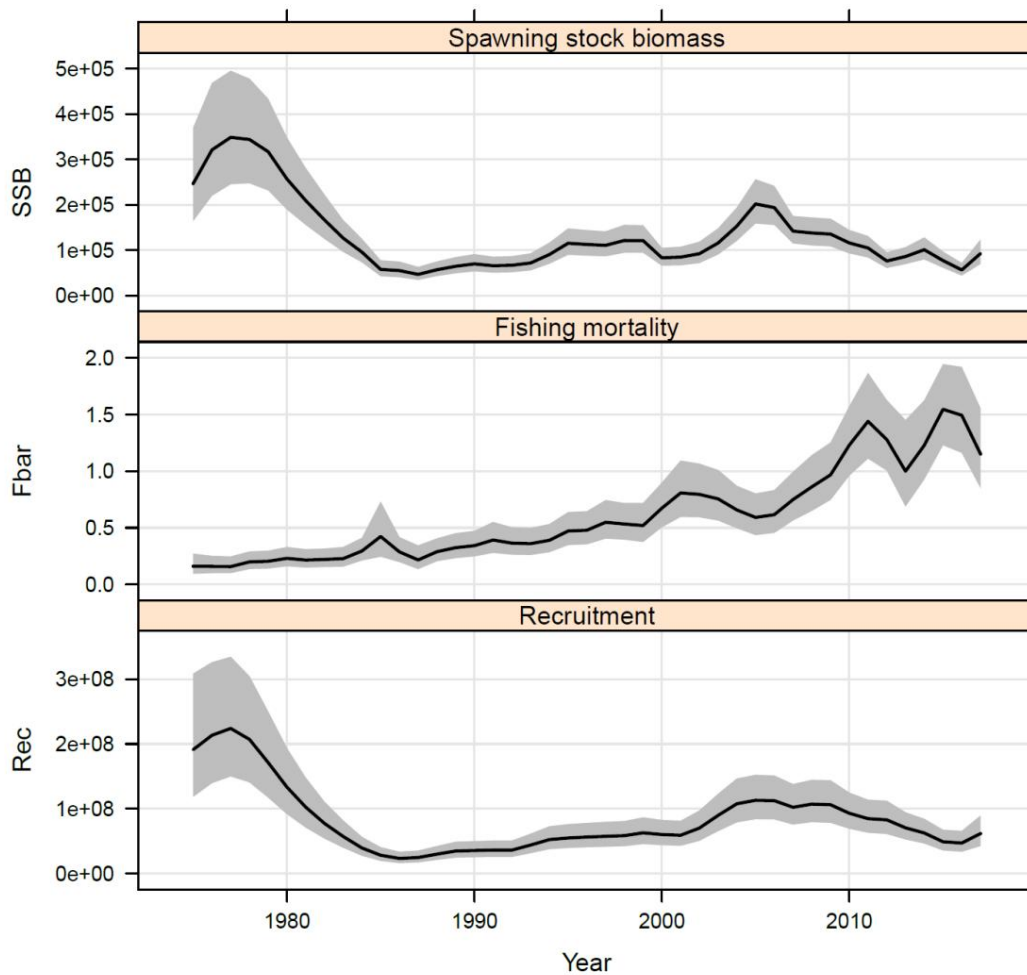 Spawning stock biomass
5e+05
4e+05
3e+05
2e+05
1e+05
0e+00
SSB
Fishing mortality
2.0
1.5
1.0
0.5
0.0
Fbar
Recruitment
3e+08
2e+08
1e+08
0e+00
Rec
1980 1990 2000 2010
Year